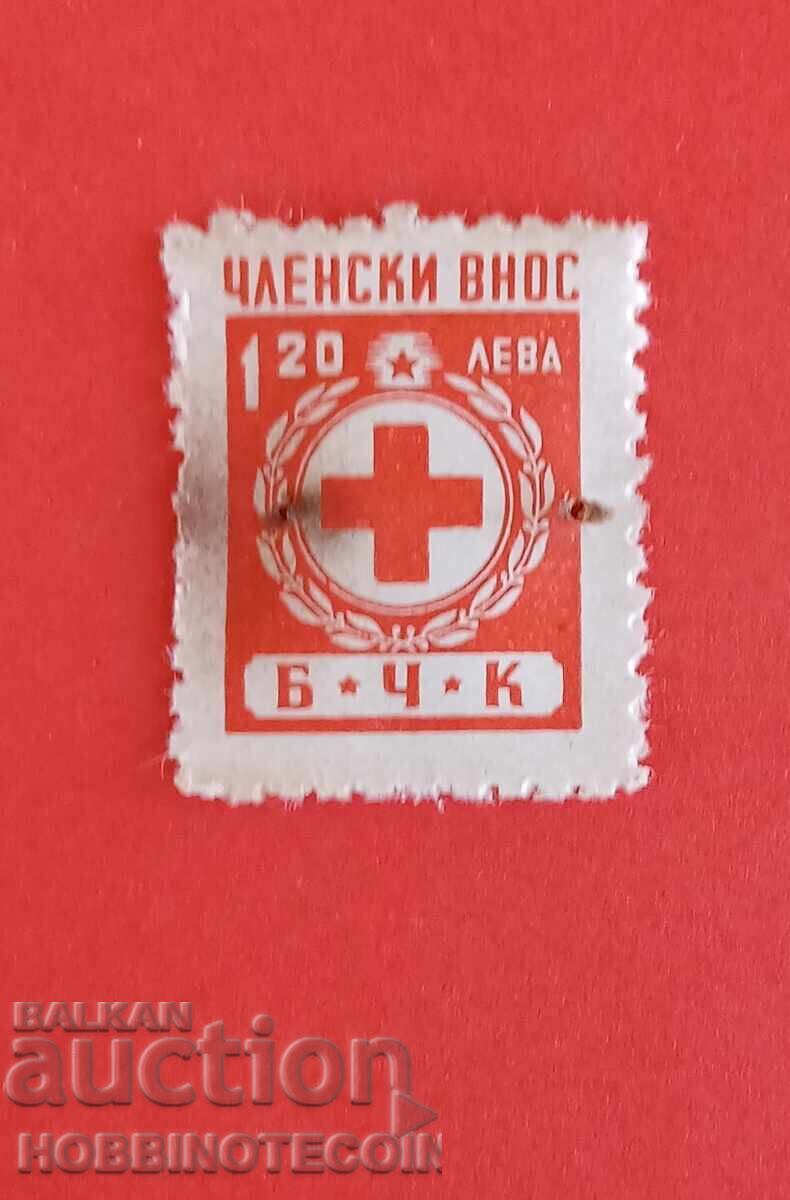 ЧЛЕНСКИ ВНОС
1 20 ЛЕВА
Б ★ Ч ★ К
BALKAN
auction
HOBBINOTECOIN